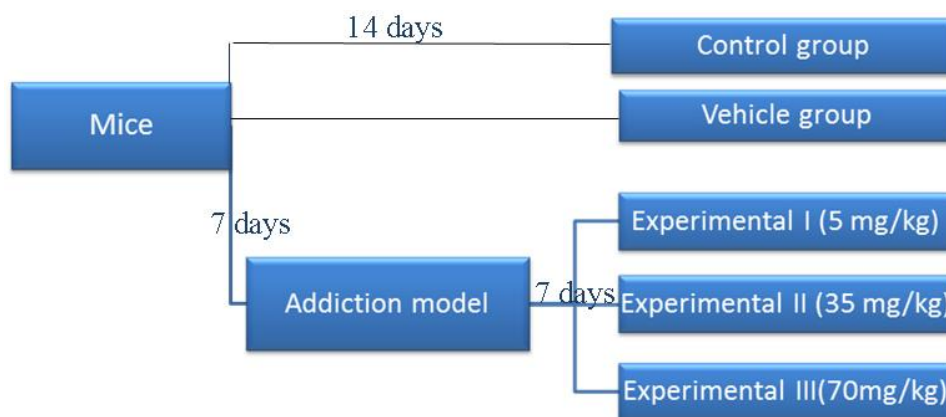 14 days
Control group
Mice
Vehicle group
7 days
Experimental I (5 mg/kg)
Addiction model
7 days
Experimental II (35 mg/kg)
Experimental III(70mg/kg)